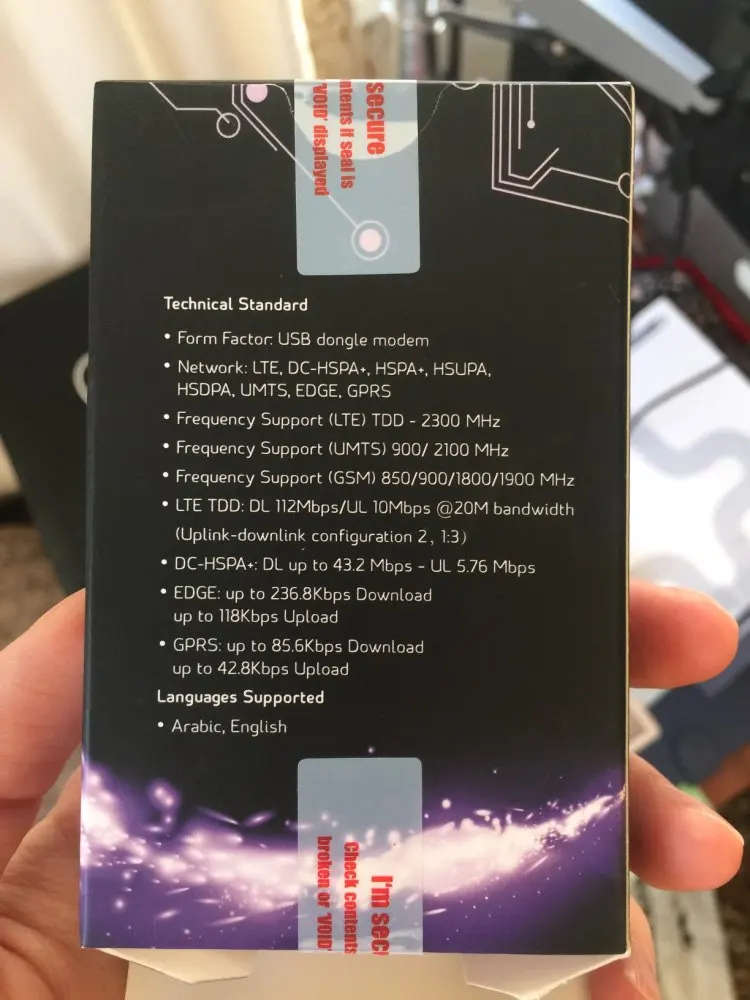 secure
ntents if seal is
'VOID' displayed
Technical Standard
• Form Factor: USB dongle modem
• Network: LTE, DC-HSPA+, HSPA+, HSUPA,
HSDPA, UMTS, EDGE, GPRS
• Frequency Support (LTE) TDD - 2300 MHz
• Frequency Support (UMTS) 900/ 2100 MHz
• Frequency Support (GSM) 850/900/1800/1900 MHz
• LTE TDD: DL 112Mbps/UL 10Mbps @20M bandwidth
(Uplink-downlink configuration 2, 1:3)
• DC-HSPA+: DL up to 43.2 Mbps - UL 5.76 Mbps
• EDGE: up to 236.8Kbps Download
up to 118Kbps Upload
• GPRS: up to 85.6Kbps Download
up to 42.8Kbps Upload
Languages Supported
• Arabic, English
I'm sec
Check contents
broken or 'VOID'